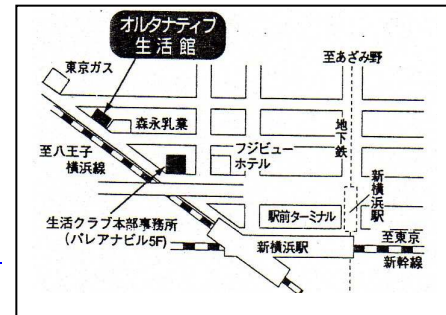 オルタナティブ
生活館
東京ガス
至あざみ野
森永乳業
地下鉄
至八王子
横浜線
フジビュー
ホテル
新横浜駅
生活クラブ本部事務所
(バレアナビル5F)
駅前ターミナル
新横浜駅
至東京
新幹線